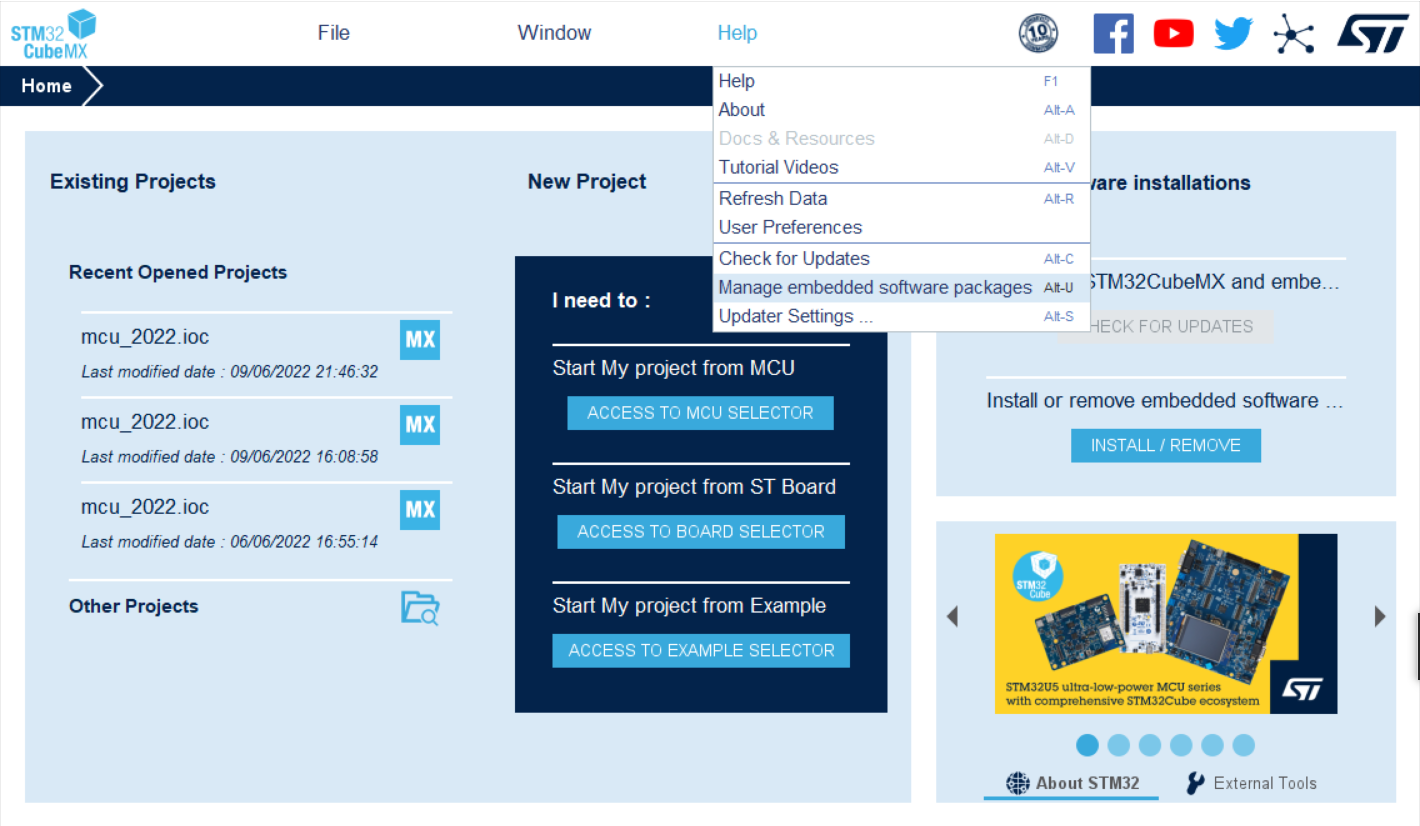 STM32
CubeMX
File
Window
Help
10
Home
Help F1
About Alt-A
Docs & Resources Alt-D
Tutorial Videos Alt-V
Refresh Data Alt-R
User Preferences
Check for Updates Alt-C
Manage embedded software packages Alt-U
Updater Settings ... Alt-S
Existing Projects
Recent Opened Projects
mcu_2022.ioc
MX
Last modified date : 09/06/2022 21:46:32
mcu_2022.ioc
MX
Last modified date : 09/06/2022 16:08:58
mcu_2022.ioc
MX
Last modified date : 06/06/2022 16:55:14
Other Projects
New Project
I need to :
Start My project from MCU
ACCESS TO MCU SELECTOR
Start My project from ST Board
ACCESS TO BOARD SELECTOR
Start My project from Example
ACCESS TO EXAMPLE SELECTOR
ware installations
STM32CubeMX and embe...
HECK FOR UPDATES
Install or remove embedded software ...
INSTALL / REMOVE
STM32
Cube
STM32U5 ultra-low-power MCU series
with comprehensive STM32Cube ecosystem
About STM32
External Tools